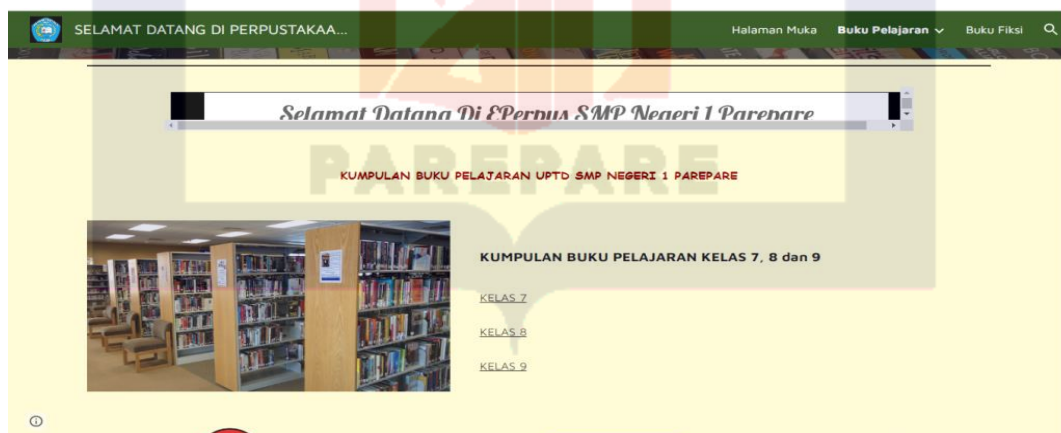 SELAMAT DATANG DI PERPUSTAKAA...
Halaman Muka Buku Pelajaran Buku Fiksi
Selamat Datang Di EPerpus SMP Negeri 1 Parepare
PAREPARE
KUMPULAN BUKU PELAJARAN UPTD SMP NEGERI 1 PAREPARE
KUMPULAN BUKU PELAJARAN KELAS 7, 8 dan 9
KELAS 7
KELAS 8
KELAS 9